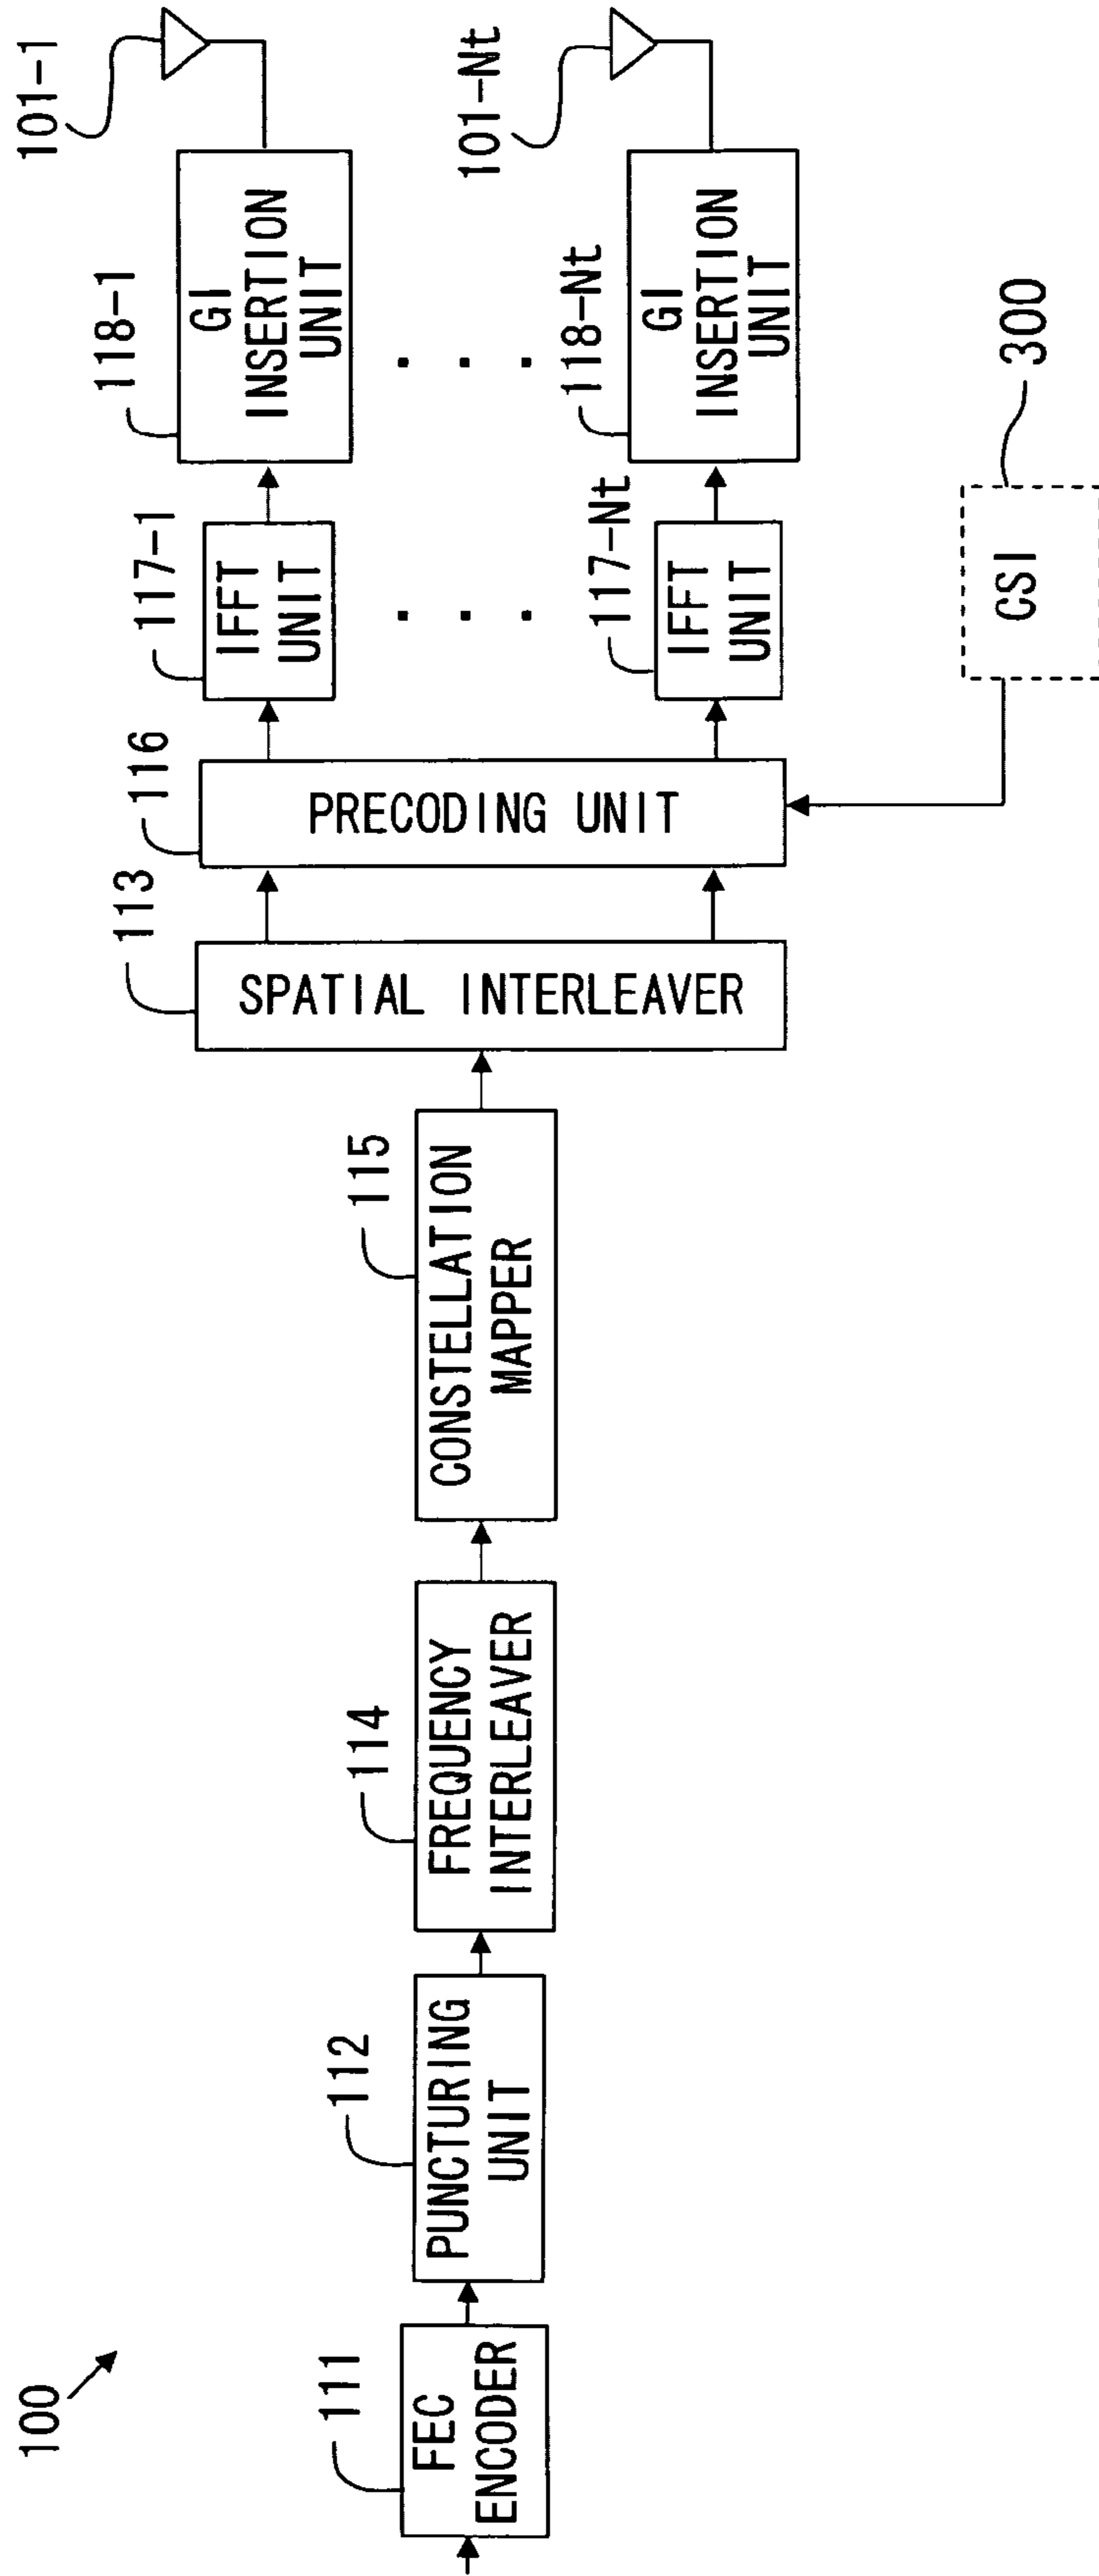 100
111
FEC
ENCODER
112
PUNCTURING
UNIT
114
FREQUENCY
INTERLEAVER
115
CONSTELLATION
MAPPER
113
SPATIAL INTERLEAVER
116
PRECODING UNIT
117-1
IFFT
UNIT
118-1
GI
INSERTION
UNIT
101-1
. . .
. . .
117-Nt
IFFT
UNIT
118-Nt
GI
INSERTION
UNIT
101-Nt
CSI
300